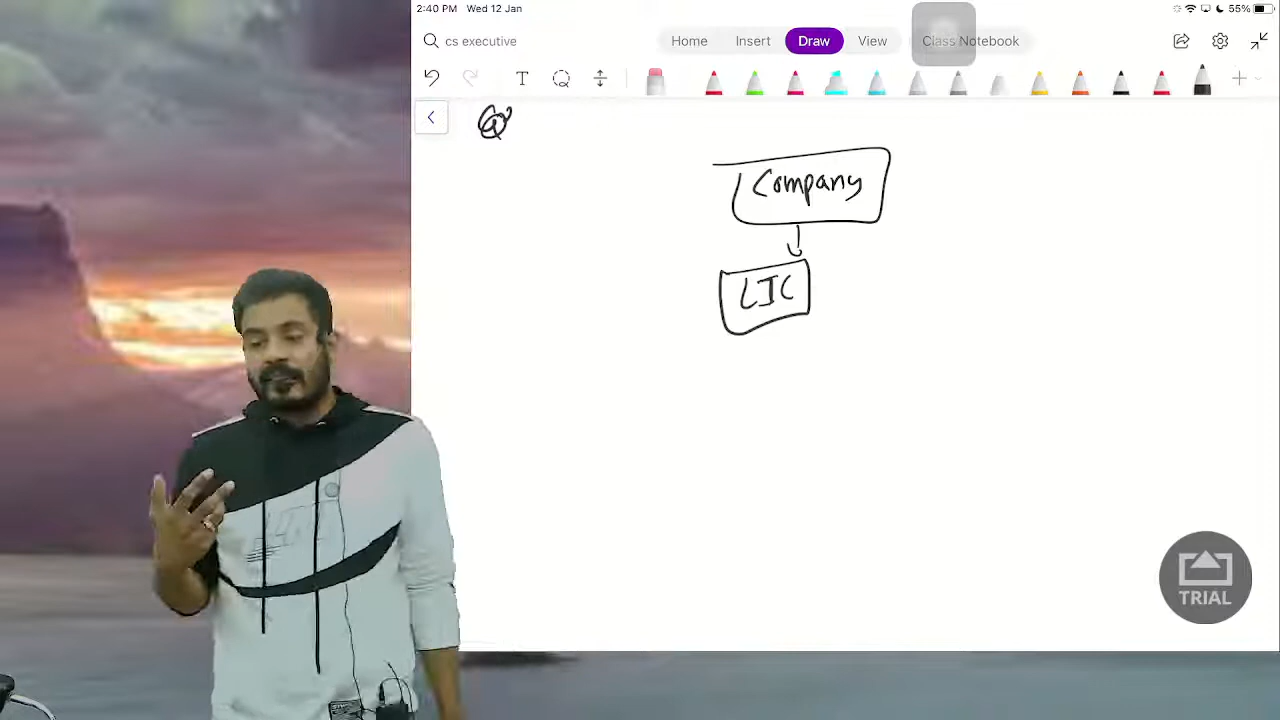 2:40 PM Wed 12 Jan
55%
cs executive
Home Insert Draw View Class Notebook
T
Company
LIC
TRIAL